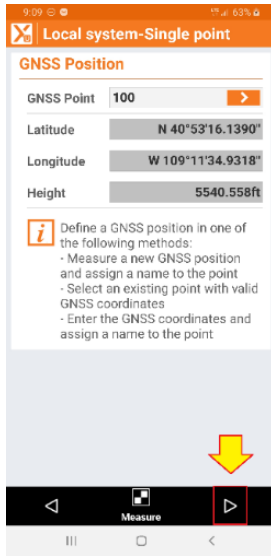 9:09 63%
Local system-Single point
GNSS Position
GNSS Point 100
Latitude N 40°53'16.1390"
Longitude W 109°11'34.9318"
Height 5540.558ft
i Define a GNSS position in one of
the following methods:
- Measure a new GNSS position
and assign a name to the point
- Select an existing point with valid
GNSS coordinates
- Enter the GNSS coordinates and
assign a name to the point
Measure